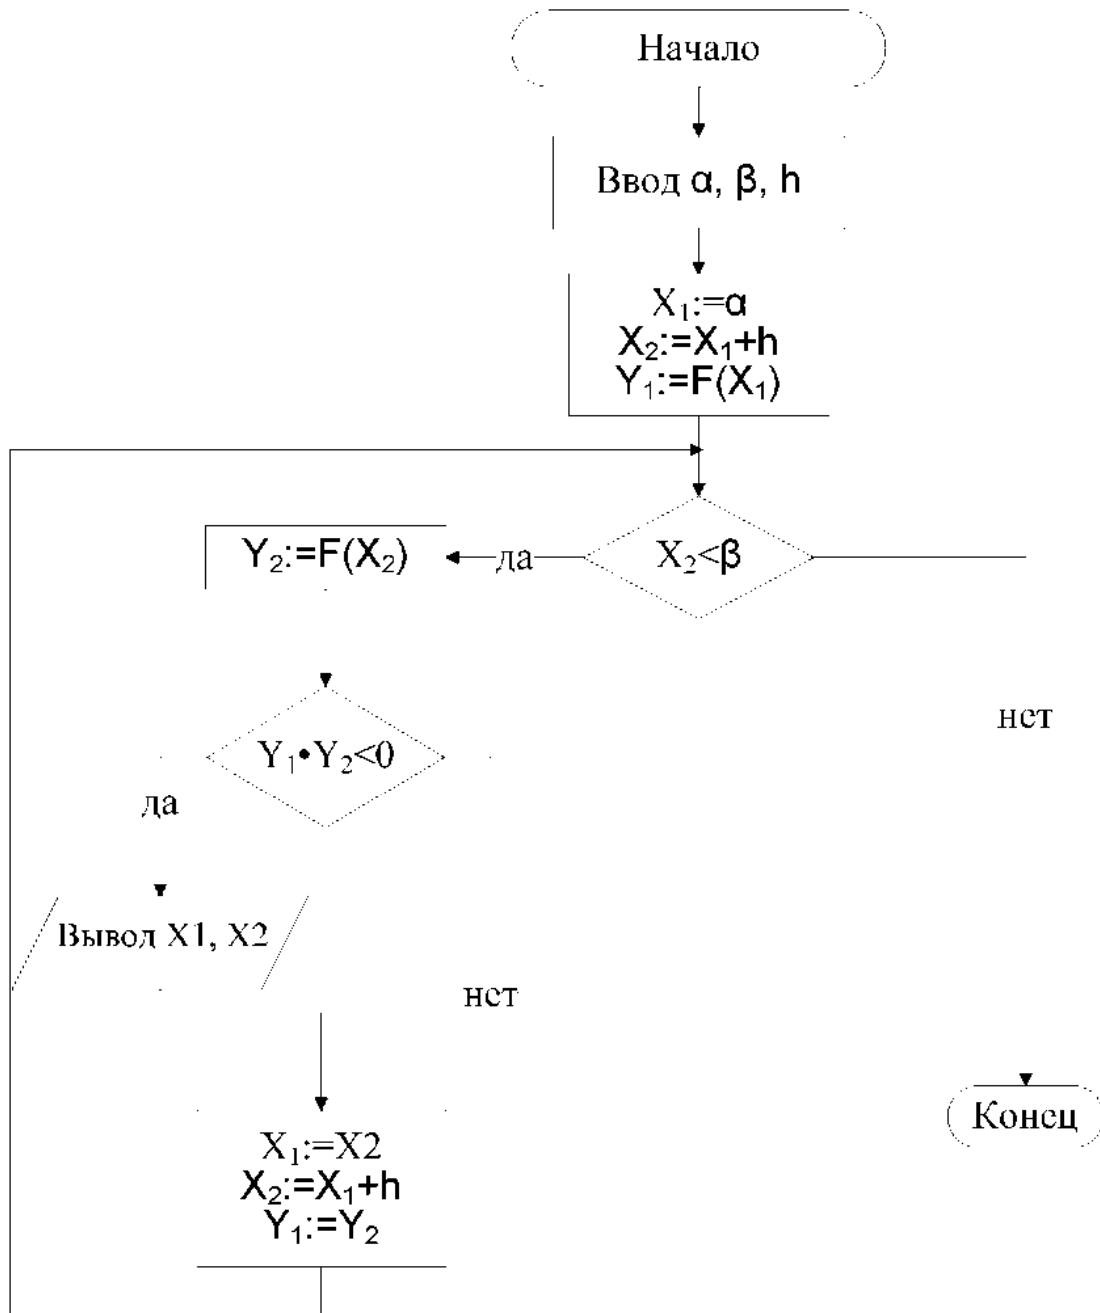 Начало
Ввод α, β, h
X₁:=α
X₂:=X₁+h
Y₁:=F(X₁)
X₂<β
да
Y₂:=F(X₂)
нет
Y₁•Y₂<0
да
Вывод X1, X2
нет
X₁:=X2
X₂:=X₁+h
Y₁:=Y₂
Конец